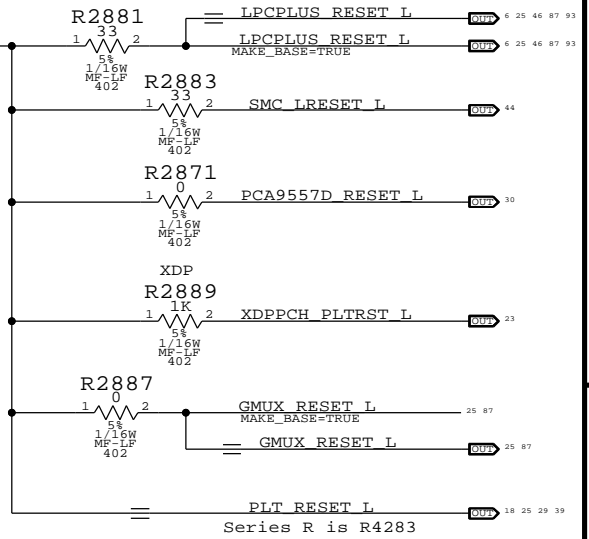 R2881
LPCPLUS_RESET_L
OUT 6 25 46 87 93
33
1 2
LPCPLUS_RESET_L
OUT 6 25 46 87 93
MAKE_BASE=TRUE
5%
1/16W
MF-LF
402
R2883
33
1 2
SMC_LRESET_L
OUT 44
5%
1/16W
MF-LF
402
R2871
0
1 2
PCA9557D_RESET_L
OUT 30
5%
1/16W
MF-LF
402
XDP
R2889
1K
1 2
XDPPCH_PLTRST_L
OUT 23
5%
1/16W
MF-LF
402
R2887
0
1 2
GMUX_RESET_L
25 87
MAKE_BASE=TRUE
5%
1/16W
MF-LF
402
GMUX_RESET_L
OUT 25 87
PLT_RESET_L
OUT 18 25 29 39
Series R is R4283